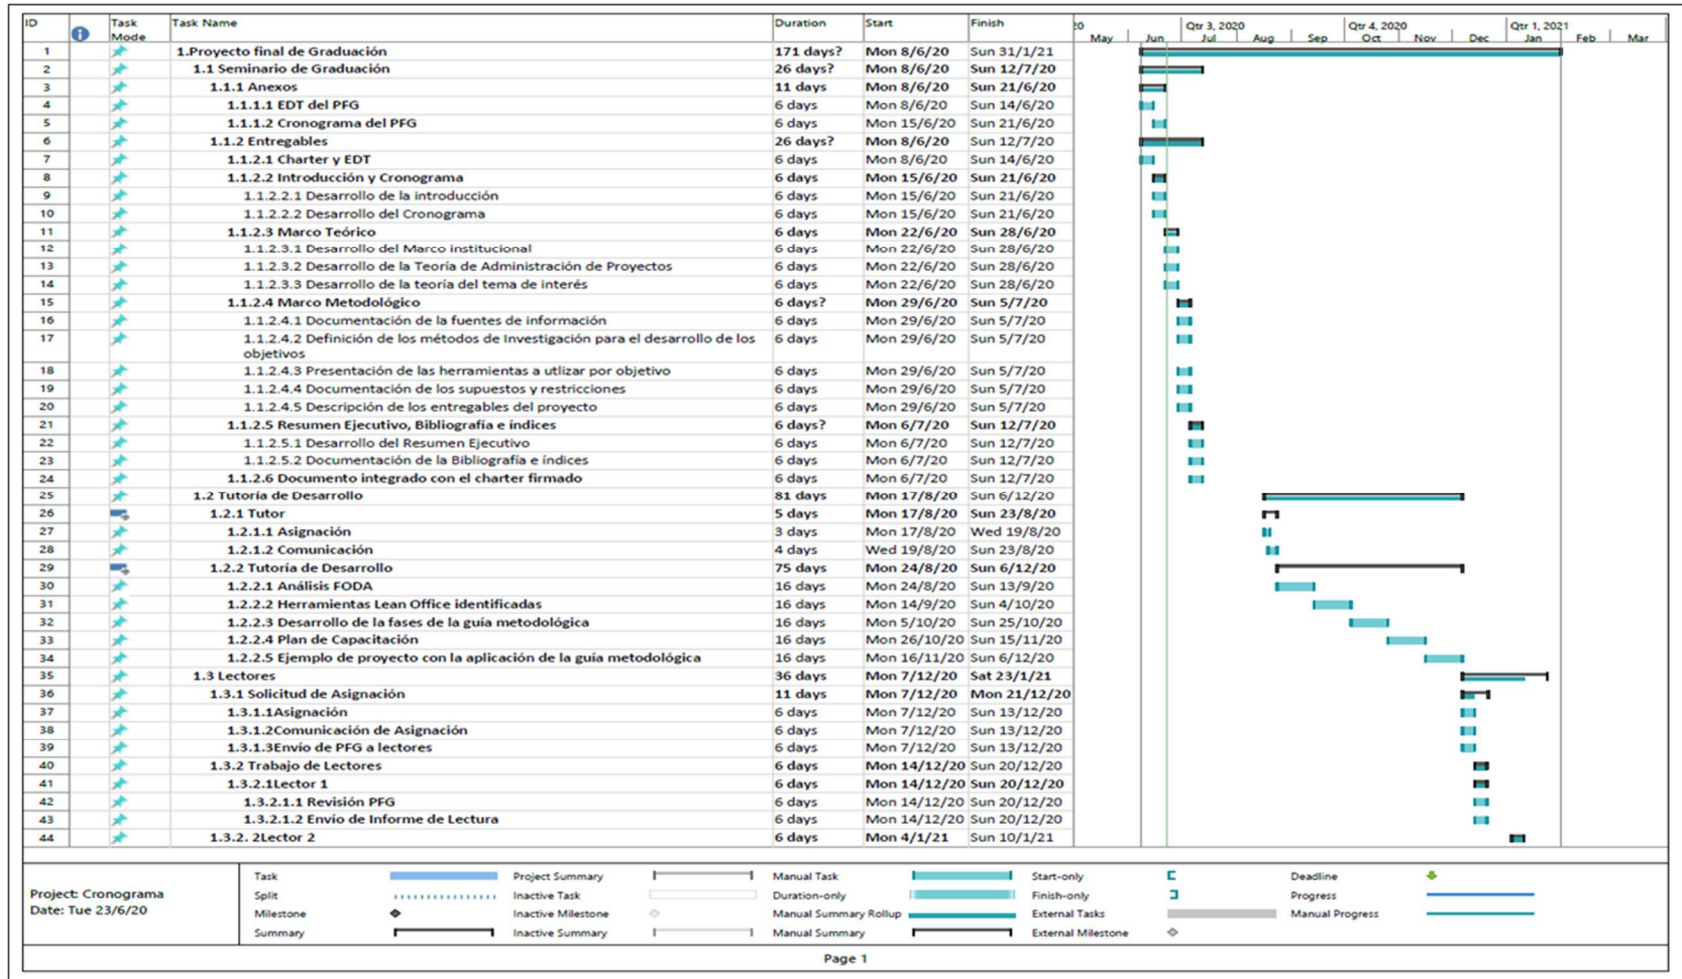 ID Task Mode Task Name Duration Start Finish
20 Qtr 3, 2020 Qtr 4, 2020 Qtr 1, 2021
May Jun Jul Aug Sep Oct Nov Dec Jan Feb Mar
1 1.Proyecto final de Graduación 171 days? Mon 8/6/20 Sun 31/1/21
2 1.1 Seminario de Graduación 26 days? Mon 8/6/20 Sun 12/7/20
3 1.1.1 Anexos 11 days Mon 8/6/20 Sun 21/6/20
4 1.1.1.1 EDT del PFG 6 days Mon 8/6/20 Sun 14/6/20
5 1.1.1.2 Cronograma del PFG 6 days Mon 15/6/20 Sun 21/6/20
6 1.1.2 Entregables 26 days? Mon 8/6/20 Sun 12/7/20
7 1.1.2.1 Charter y EDT 6 days Mon 8/6/20 Sun 14/6/20
8 1.1.2.2 Introducción y Cronograma 6 days Mon 15/6/20 Sun 21/6/20
9 1.1.2.2.1 Desarrollo de la introducción 6 days Mon 15/6/20 Sun 21/6/20
10 1.1.2.2.2 Desarrollo del Cronograma 6 days Mon 15/6/20 Sun 21/6/20
11 1.1.2.3 Marco Teórico 6 days Mon 22/6/20 Sun 28/6/20
12 1.1.2.3.1 Desarrollo del Marco institucional 6 days Mon 22/6/20 Sun 28/6/20
13 1.1.2.3.2 Desarrollo de la Teoría de Administración de Proyectos 6 days Mon 22/6/20 Sun 28/6/20
14 1.1.2.3.3 Desarrollo de la teoría del tema de interés 6 days Mon 22/6/20 Sun 28/6/20
15 1.1.2.4 Marco Metodológico 6 days? Mon 29/6/20 Sun 5/7/20
16 1.1.2.4.1 Documentación de la fuentes de información 6 days Mon 29/6/20 Sun 5/7/20
17 1.1.2.4.2 Definición de los métodos de Investigación para el desarrollo de los 6 days Mon 29/6/20 Sun 5/7/20
objetivos
18 1.1.2.4.3 Presentación de las herramientas a utlizar por objetivo 6 days Mon 29/6/20 Sun 5/7/20
19 1.1.2.4.4 Documentación de los supuestos y restricciones 6 days Mon 29/6/20 Sun 5/7/20
20 1.1.2.4.5 Descripción de los entregables del proyecto 6 days Mon 29/6/20 Sun 5/7/20
21 1.1.2.5 Resumen Ejecutivo, Bibliografía e índices 6 days? Mon 6/7/20 Sun 12/7/20
22 1.1.2.5.1 Desarrollo del Resumen Ejecutivo 6 days Mon 6/7/20 Sun 12/7/20
23 1.1.2.5.2 Documentación de la Bibliografía e índices 6 days Mon 6/7/20 Sun 12/7/20
24 1.1.2.6 Documento integrado con el charter firmado 6 days Mon 6/7/20 Sun 12/7/20
25 1.2 Tutoría de Desarrollo 81 days Mon 17/8/20 Sun 6/12/20
26 1.2.1 Tutor 5 days Mon 17/8/20 Sun 23/8/20
27 1.2.1.1 Asignación 3 days Mon 17/8/20 Wed 19/8/20
28 1.2.1.2 Comunicación 4 days Wed 19/8/20 Sun 23/8/20
29 1.2.2 Tutoría de Desarrollo 75 days Mon 24/8/20 Sun 6/12/20
30 1.2.2.1 Análisis FODA 16 days Mon 24/8/20 Sun 13/9/20
31 1.2.2.2 Herramientas Lean Office identificadas 16 days Mon 14/9/20 Sun 4/10/20
32 1.2.2.3 Desarrollo de la fases de la guía metodológica 16 days Mon 5/10/20 Sun 25/10/20
33 1.2.2.4 Plan de Capacitación 16 days Mon 26/10/20 Sun 15/11/20
34 1.2.2.5 Ejemplo de proyecto con la aplicación de la guía metodológica 16 days Mon 16/11/20 Sun 6/12/20
35 1.3 Lectores 36 days Mon 7/12/20 Sat 23/1/21
36 1.3.1 Solicitud de Asignación 11 days Mon 7/12/20 Mon 21/12/20
37 1.3.1.1Asignación 6 days Mon 7/12/20 Sun 13/12/20
38 1.3.1.2Comunicación de Asignación 6 days Mon 7/12/20 Sun 13/12/20
39 1.3.1.3Envío de PFG a lectores 6 days Mon 7/12/20 Sun 13/12/20
40 1.3.2 Trabajo de Lectores 6 days Mon 14/12/20 Sun 20/12/20
41 1.3.2.1Lector 1 6 days Mon 14/12/20 Sun 20/12/20
42 1.3.2.1.1 Revisión PFG 6 days Mon 14/12/20 Sun 20/12/20
43 1.3.2.1.2 Envío de Informe de Lectura 6 days Mon 14/12/20 Sun 20/12/20
44 1.3.2. 2Lector 2 6 days Mon 4/1/21 Sun 10/1/21
Project: Cronograma
Date: Tue 23/6/20
Task Project Summary Manual Task Start-only Deadline
Split Inactive Task Duration-only Finish-only Progress
Milestone Inactive Milestone Manual Summary Rollup External Tasks Manual Progress
Summary Inactive Summary Manual Summary External Milestone
Page 1